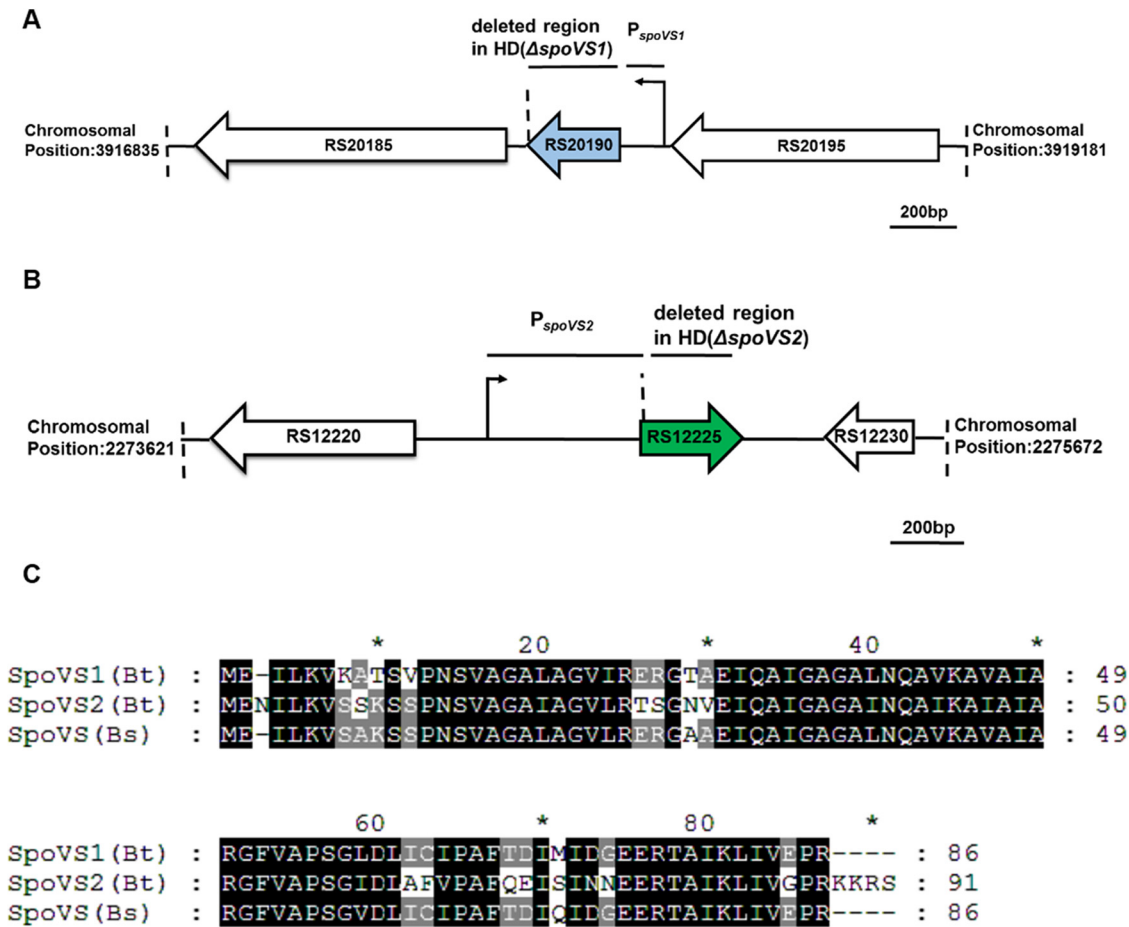 A
deleted region
in HD(ΔspoVS1)
PspoVS1
Chromosomal
Position:3916835
RS20185
RS20190
RS20195
Chromosomal
Position:3919181
200bp
B
PspoVS2
deleted region
in HD(ΔspoVS2)
Chromosomal
Position:2273621
RS12220
RS12225
RS12230
Chromosomal
Position:2275672
200bp
C
* 20 * 40 *
SpoVS1(Bt) : ME-ILKVKATSVPNSVAGALAGVIRERGTAEIQAIGAGALNQAVKAVAIA : 49
SpoVS2(Bt) : MENILKVSSKSSPNSVAGAIAGVLRTSGNVEIQAIGAGAINQAIKAIAIA : 50
SpoVS(Bs) : ME-ILKVSAKSSPNSVAGALAGVLRERGAAEIQAIGAGALNQAVKAVAIA : 49
60 * 80 *
SpoVS1(Bt) : RGFVAPSGLDLICIPAFTDIMIDGEERTAIKLIVEPR---- : 86
SpoVS2(Bt) : RGFVAPSGIDLAFVPAFQEISINNEERTAIKLIVGPRKKRS : 91
SpoVS(Bs) : RGFVAPSGVDLICIPAFTDIQIDGEERTAIKLIVEPR---- : 86